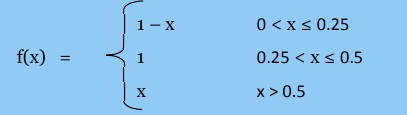 1 – x 0 < x ≤ 0.25
f(x) = 1 0.25 < x ≤ 0.5
x x > 0.5